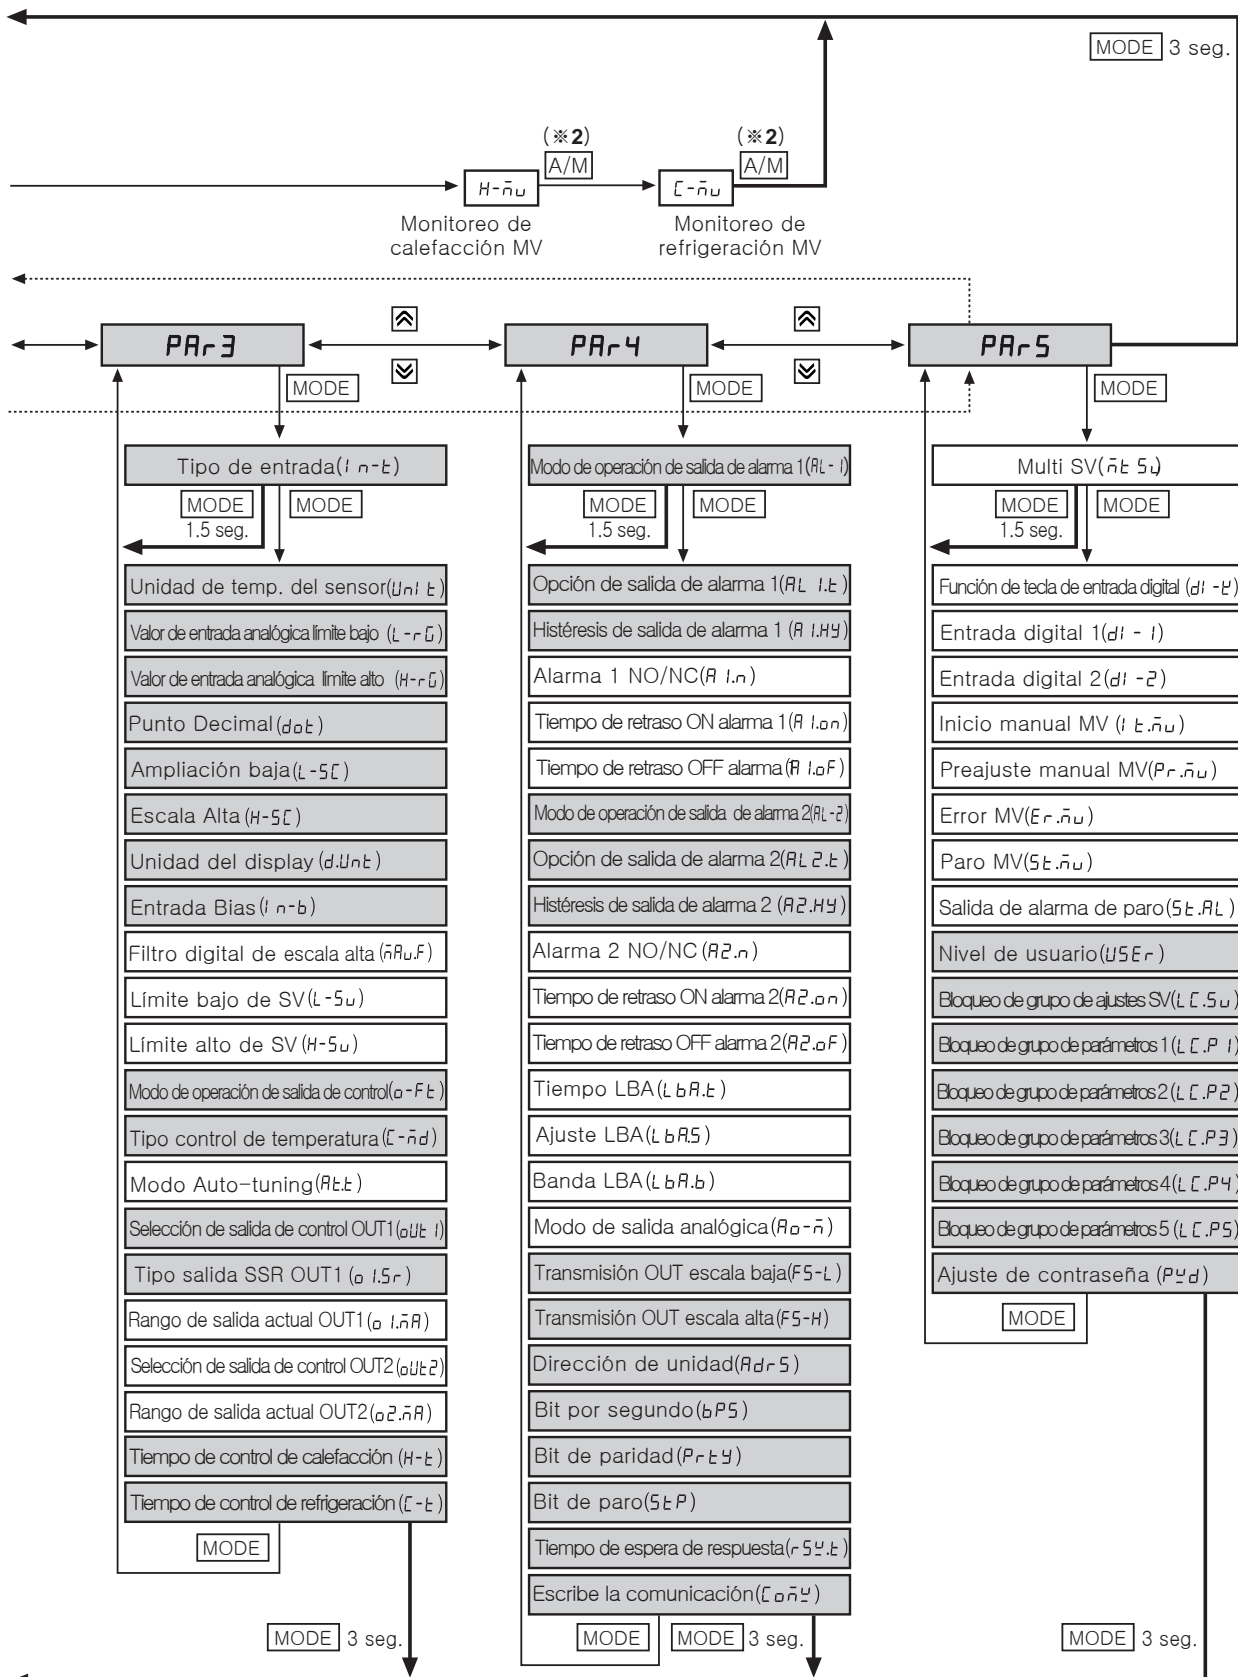 MODE 3 seg.
(※2) (※2)
A/M A/M
H-mv C-mv
Monitoreo de
calefacción MV
Monitoreo de
refrigeración MV
PAr3 PAr4 PAr5
MODE MODE MODE
Tipo de entrada(In-t)
MODE MODE
1.5 seg.
Unidad de temp. del sensor(UnIt)
Valor de entrada analógica límite bajo (L-rG)
Valor de entrada analógica límite alto (H-rG)
Punto Decimal(dot)
Ampliación baja(L-SC)
Escala Alta(H-SC)
Unidad del display(d.Unt)
Entrada Bias(In-b)
Filtro digital de escala alta(mAv.F)
Límite bajo de SV(L-Sv)
Límite alto de SV(H-Sv)
Modo de operación de salida de control(o-Ft)
Tipo control de temperatura(C-md)
Modo Auto-tuning(At.t)
Selección de salida de control OUT1(oUt1)
Tipo salida SSR OUT1(o1.Sr)
Rango de salida actual OUT1(o1.mA)
Selección de salida de control OUT2(oUt2)
Rango de salida actual OUT2(o2.mA)
Tiempo de control de calefacción (H-t)
Tiempo de control de refrigeración(C-t)
MODE
MODE 3 seg.
Modo de operación de salida de alarma 1(AL-1)
MODE MODE
1.5 seg.
Opción de salida de alarma 1(AL1.t)
Histéresis de salida de alarma 1 (A1.HY)
Alarma 1 NO/NC(A1.n)
Tiempo de retraso ON alarma 1(A1.on)
Tiempo de retraso OFF alarma(A1.oF)
Modo de operación de salida de alarma 2(AL-2)
Opción de salida de alarma 2(AL2.t)
Histéresis de salida de alarma 2 (A2.HY)
Alarma 2 NO/NC(A2.n)
Tiempo de retraso ON alarma 2(A2.on)
Tiempo de retraso OFF alarma 2(A2.oF)
Tiempo LBA(LbA.t)
Ajuste LBA(LbA.S)
Banda LBA(LbA.b)
Modo de salida analógica(Ao-m)
Transmisión OUT escala baja(FS-L)
Transmisión OUT escala alta(FS-H)
Dirección de unidad(AdrS)
Bit por segundo(bPS)
Bit de paridad(PrtY)
Bit de paro(StP)
Tiempo de espera de respuesta(rSW.t)
Escribe la comunicación(ComW)
MODE MODE 3 seg.
Multi SV(mtSv)
MODE MODE
1.5 seg.
Función de tecla de entrada digital (dI-K)
Entrada digital 1(dI-1)
Entrada digital 2(dI-2)
Inicio manual MV (It.mv)
Preajuste manual MV(Pr.mv)
Error MV(Er.mv)
Paro MV(St.mv)
Salida de alarma de paro(St.AL)
Nivel de usuario(USEr)
Bloqueo de grupo de ajustes SV(LC.Sv)
Bloqueo de grupo de parámetros 1(LC.P1)
Bloqueo de grupo de parámetros 2(LC.P2)
Bloqueo de grupo de parámetros 3(LC.P3)
Bloqueo de grupo de parámetros 4(LC.P4)
Bloqueo de grupo de parámetros 5(LC.P5)
Ajuste de contraseña (PWd)
MODE
MODE 3 seg.